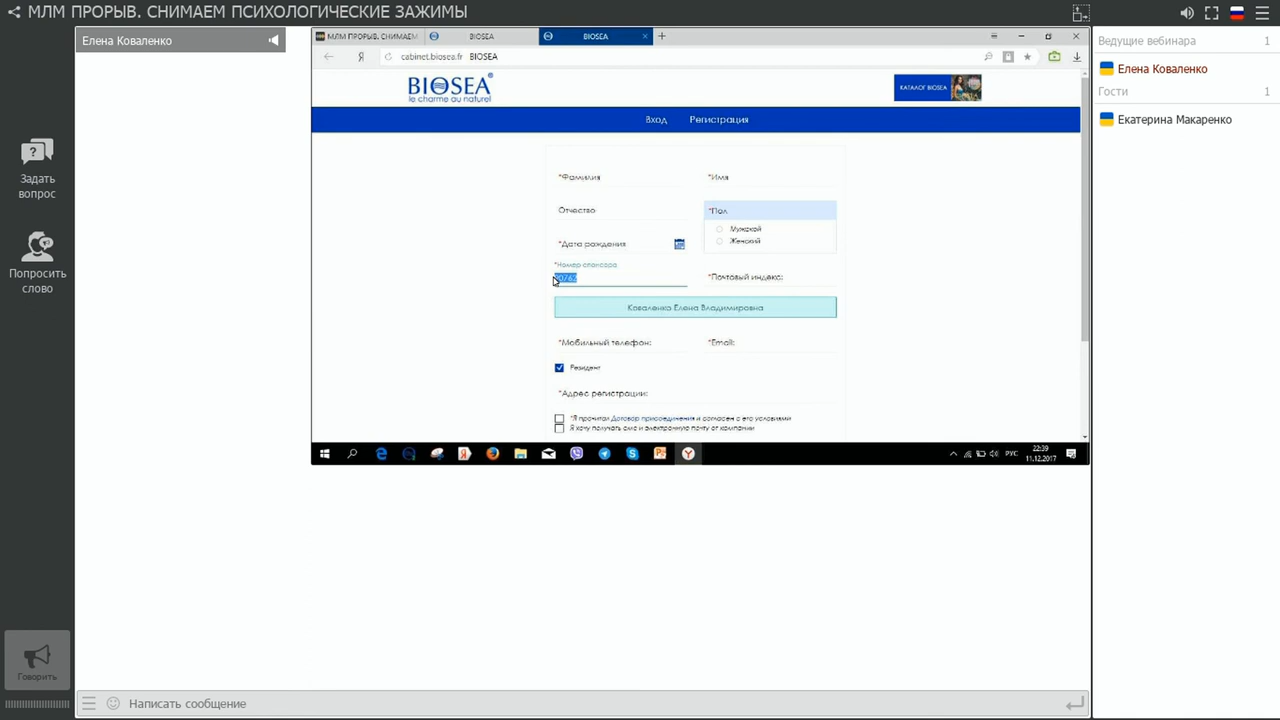 МЛМ ПРОРЫВ. СНИМАЕМ ПСИХОЛОГИЧЕСКИЕ ЗАЖИМЫ
Елена Коваленко
Задать вопрос
Попросить слово
Говорить
МЛМ ПРОРЫВ. СНИМАЕМ
BIOSEA
BIOSEA
cabinet.biosea.fr BIOSEA
BIOSEA
le charme au naturel
КАТАЛОГ BIOSEA
Вход Регистрация
*Фамилия *Имя
Отчество *Пол
Мужской
*Дата рождения Женский
*Номер спонсора
*Почтовый индекс:
Коваленко Елена Владимировна
*Мобильный телефон: *Email:
Резидент
*Адрес регистрации:
*Я прочитал Договор присоединения и согласен с его условиями
Я хочу получать смс и электронную почту от компании
РУС
22:39
11.12.2017
Ведущие вебинара 1
Елена Коваленко
Гости 1
Екатерина Макаренко
Написать сообщение